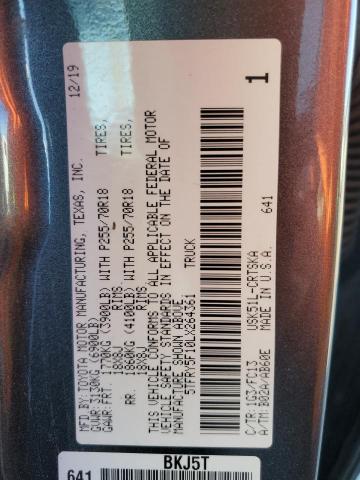 MFD.BY: TOYOTA MOTOR MANUFACTURING, TEXAS, INC. 12/19
GVWR:3130KG (6900LB)
GAWR:FRT. 1770KG (3900LB) WITH P255/70R18 TIRES,
18X8J RIMS
RR. 1860KG (4100LB) WITH P255/70R18 TIRES,
18X8J RIMS
THIS VEHICLE CONFORMS TO ALL APPLICABLE FEDERAL MOTOR
VEHICLE SAFETY STANDARDS IN EFFECT ON THE DATE OF
MANUFACTURE SHOWN ABOVE.
5TFRY5F10LX264361 TRUCK
1
641
C/TR:1G3/FC13 USK51L-CRTSKA
A/TM:B02A/AB60E MADE IN U.S.A.
BKJ5T
641